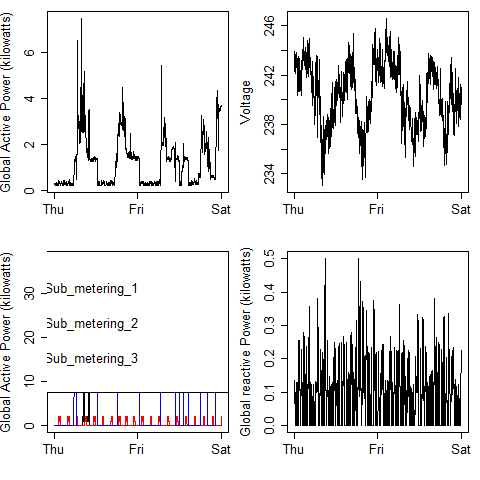 Global Active Power (kilowatts)
0 2 4 6
Thu Fri Sat
Voltage
234 238 242 246
Thu Fri Sat
Global Active Power (kilowatts)
0 10 20 30
Sub_metering_1
Sub_metering_2
Sub_metering_3
Thu Fri Sat
Global reactive Power (kilowatts)
0.0 0.1 0.2 0.3 0.4 0.5
Thu Fri Sat